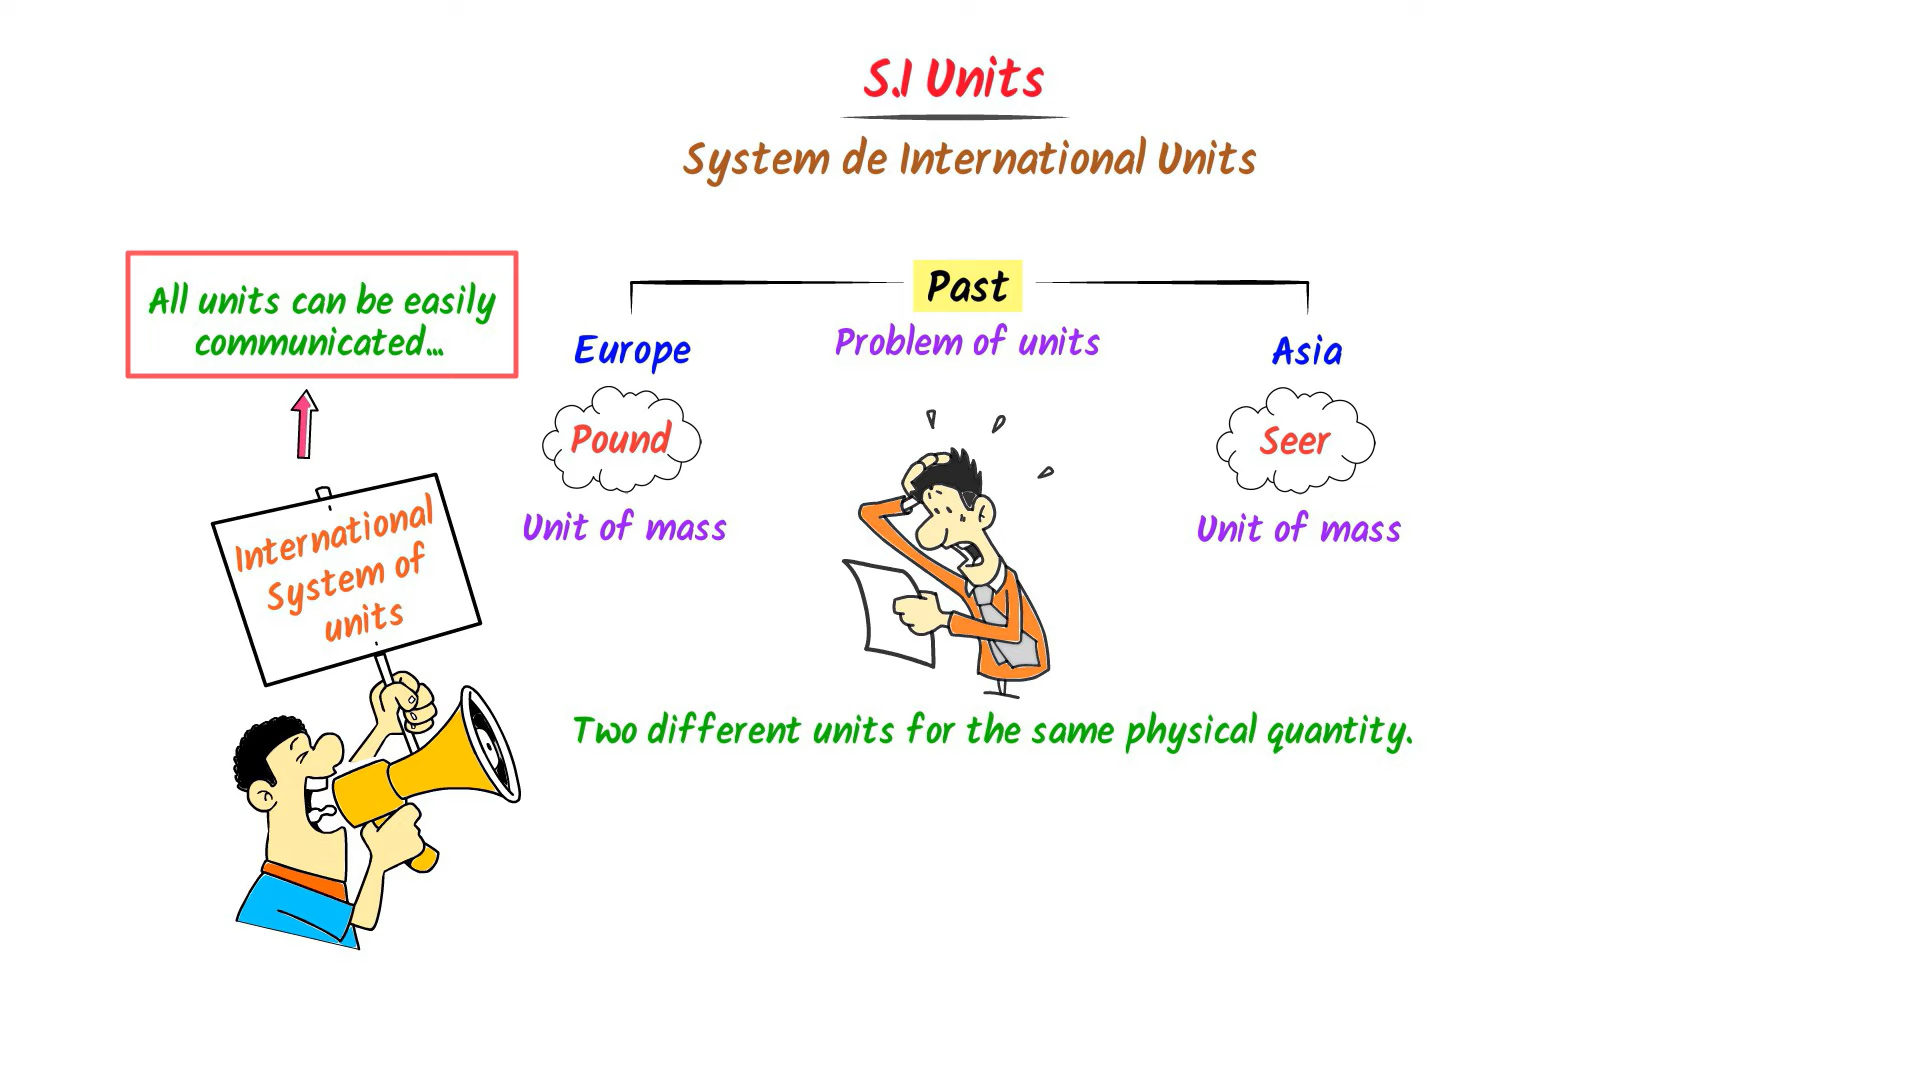 S.I Units
System de International Units
All units can be easily
communicated...
Past
Problem of units
Europe
Pound
Unit of mass
Asia
Seer
Unit of mass
International
System of
units
Two different units for the same physical quantity.